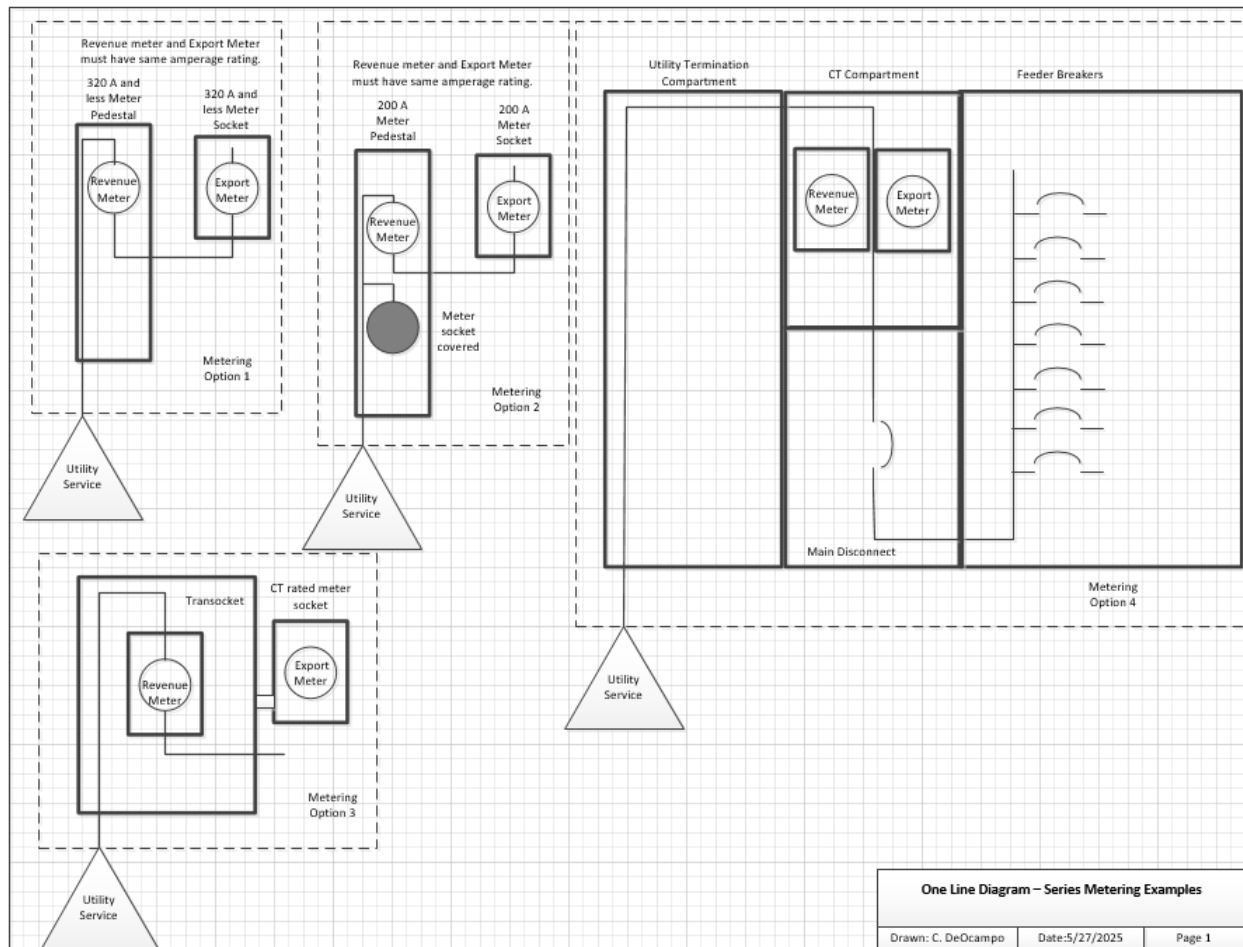 Revenue meter and Export Meter
must have same amperage rating.
320 A and
less Meter
Pedestal
320 A and
less Meter
Socket
Revenue
Meter
Export
Meter
Metering
Option 1
Utility
Service
Revenue meter and Export Meter
must have same amperage rating.
200 A
Meter
Pedestal
200 A
Meter
Socket
Revenue
Meter
Export
Meter
Meter
socket
covered
Metering
Option 2
Utility
Service
Utility Termination
Compartment
CT Compartment
Feeder Breakers
Revenue
Meter
Export
Meter
Main Disconnect
Metering
Option 4
Utility
Service
Transocket
CT rated meter
socket
Revenue
Meter
Export
Meter
Metering
Option 3
Utility
Service
One Line Diagram – Series Metering Examples
Drawn: C. DeOcampo
Date:5/27/2025
Page 1